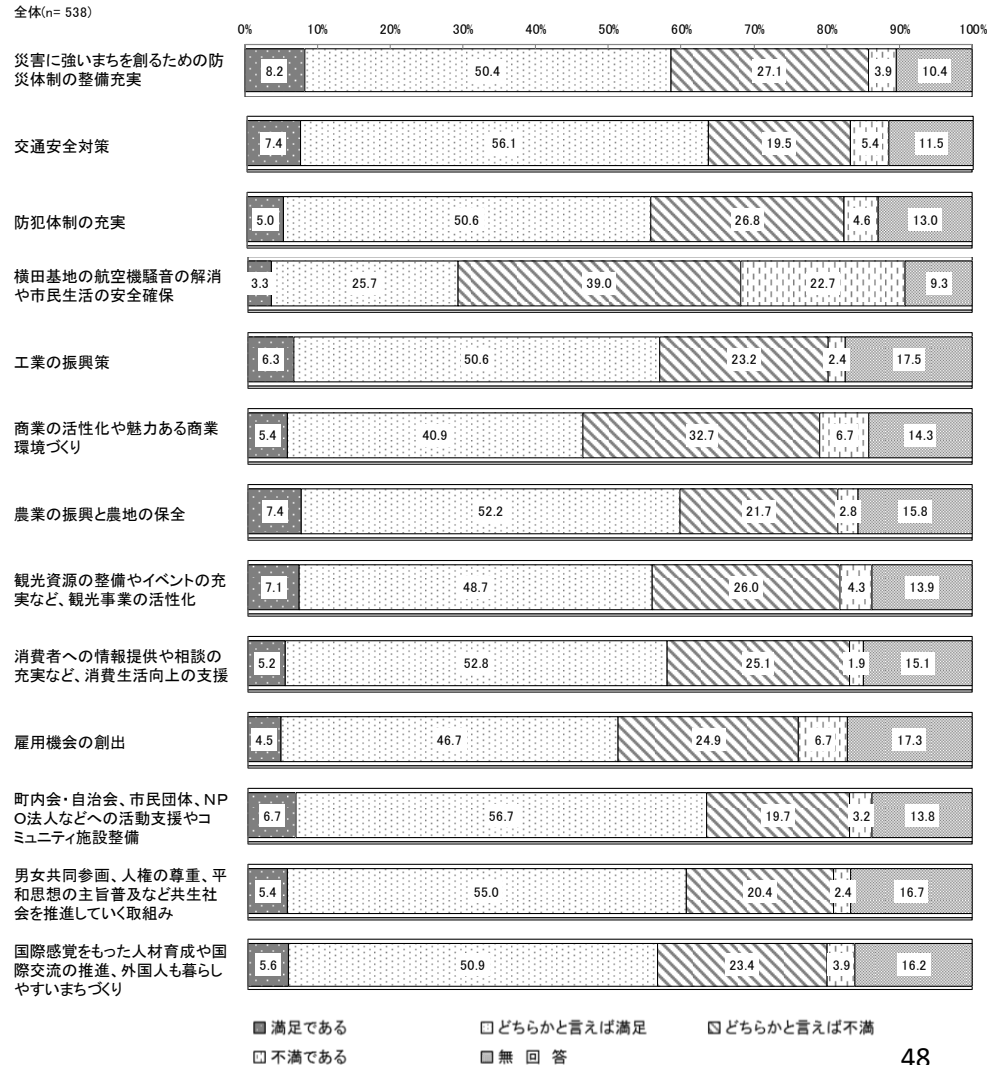 全体(n= 538)
0% 10% 20% 30% 40% 50% 60% 70% 80% 90% 100%
災害に強いまちを創るための防
災体制の整備充実
8.2 50.4 27.1 3.9 10.4
交通安全対策
7.4 56.1 19.5 5.4 11.5
防犯体制の充実
5.0 50.6 26.8 4.6 13.0
横田基地の航空機騒音の解消
や市民生活の安全確保
3.3 25.7 39.0 22.7 9.3
工業の振興策
6.3 50.6 23.2 2.4 17.5
商業の活性化や魅力ある商業
環境づくり
5.4 40.9 32.7 6.7 14.3
農業の振興と農地の保全
7.4 52.2 21.7 2.8 15.8
観光資源の整備やイベントの充
実など、観光事業の活性化
7.1 48.7 26.0 4.3 13.9
消費者への情報提供や相談の
充実など、消費生活向上の支援
5.2 52.8 25.1 1.9 15.1
雇用機会の創出
4.5 46.7 24.9 6.7 17.3
町内会・自治会、市民団体、NP
O法人などへの活動支援やコ
ミュニティ施設整備
6.7 56.7 19.7 3.2 13.8
男女共同参画、人権の尊重、平
和思想の主旨普及など共生社
会を推進していく取組み
5.4 55.0 20.4 2.4 16.7
国際感覚をもった人材育成や国
際交流の推進、外国人も暮らし
やすいまちづくり
5.6 50.9 23.4 3.9 16.2
満足である どちらかと言えば満足 どちらかと言えば不満
不満である 無 回 答
48